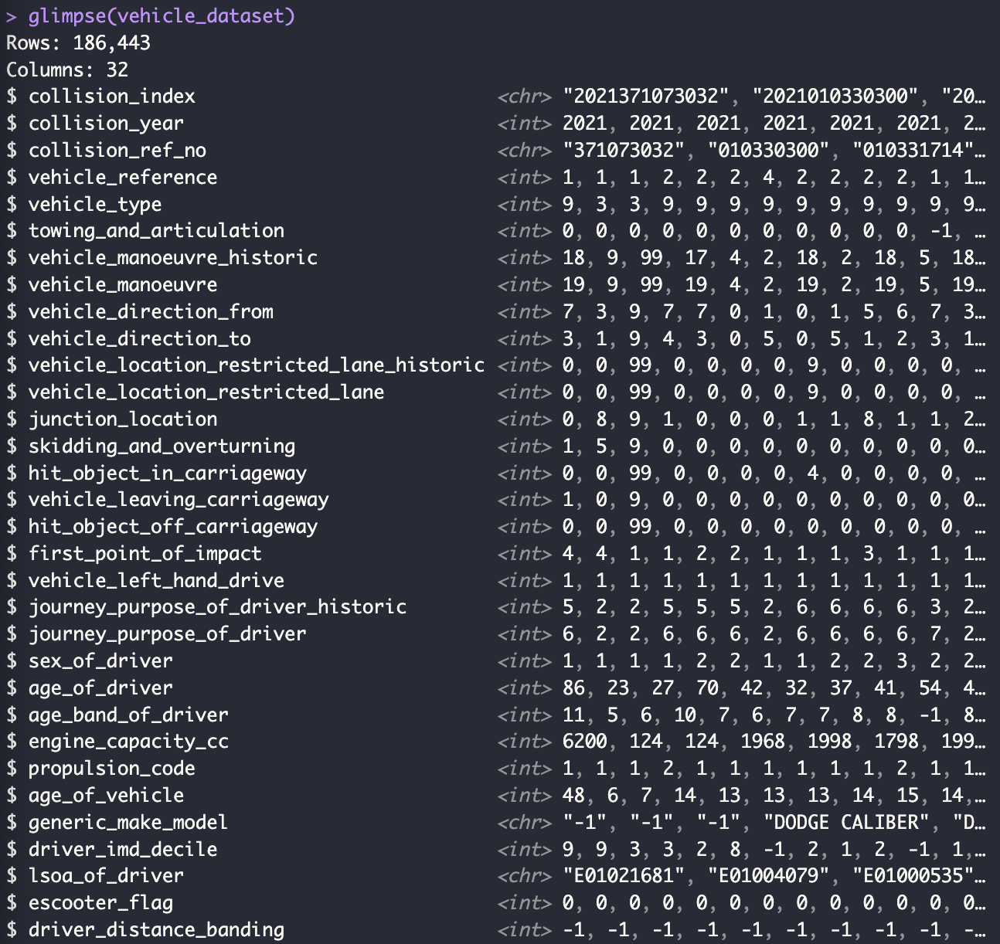 > glimpse(vehicle_dataset)
Rows: 186,443
Columns: 32
$ collision_index <chr> "2021371073032", "2021010330300", "20…
$ collision_year <int> 2021, 2021, 2021, 2021, 2021, 2021, 2…
$ collision_ref_no <chr> "371073032", "010330300", "010331714"…
$ vehicle_reference <int> 1, 1, 1, 2, 2, 2, 4, 2, 2, 2, 2, 1, 1…
$ vehicle_type <int> 9, 3, 3, 9, 9, 9, 9, 9, 9, 9, 9, 9, 9…
$ towing_and_articulation <int> 0, 0, 0, 0, 0, 0, 0, 0, 0, 0, 0, -1, …
$ vehicle_manoeuvre_historic <int> 18, 9, 99, 17, 4, 2, 18, 2, 18, 5, 18…
$ vehicle_manoeuvre <int> 19, 9, 99, 19, 4, 2, 19, 2, 19, 5, 19…
$ vehicle_direction_from <int> 7, 3, 9, 7, 7, 0, 1, 0, 1, 5, 6, 7, 3…
$ vehicle_direction_to <int> 3, 1, 9, 4, 3, 0, 5, 0, 5, 1, 2, 3, 1…
$ vehicle_location_restricted_lane_historic <int> 0, 0, 99, 0, 0, 0, 0, 9, 0, 0, 0, 0, …
$ vehicle_location_restricted_lane <int> 0, 0, 99, 0, 0, 0, 0, 9, 0, 0, 0, 0, …
$ junction_location <int> 0, 8, 9, 1, 0, 0, 0, 1, 1, 8, 1, 1, 2…
$ skidding_and_overturning <int> 1, 5, 9, 0, 0, 0, 0, 0, 0, 0, 0, 0, 0…
$ hit_object_in_carriageway <int> 0, 0, 99, 0, 0, 0, 0, 4, 0, 0, 0, 0, …
$ vehicle_leaving_carriageway <int> 1, 0, 9, 0, 0, 0, 0, 0, 0, 0, 0, 0, 0…
$ hit_object_off_carriageway <int> 0, 0, 99, 0, 0, 0, 0, 0, 0, 0, 0, 0, …
$ first_point_of_impact <int> 4, 4, 1, 1, 2, 2, 1, 1, 1, 3, 1, 1, 1…
$ vehicle_left_hand_drive <int> 1, 1, 1, 1, 1, 1, 1, 1, 1, 1, 1, 1, 1…
$ journey_purpose_of_driver_historic <int> 5, 2, 2, 5, 5, 5, 2, 6, 6, 6, 6, 3, 2…
$ journey_purpose_of_driver <int> 6, 2, 2, 6, 6, 6, 2, 6, 6, 6, 6, 7, 2…
$ sex_of_driver <int> 1, 1, 1, 1, 2, 2, 1, 1, 2, 2, 3, 2, 2…
$ age_of_driver <int> 86, 23, 27, 70, 42, 32, 37, 41, 54, 4…
$ age_band_of_driver <int> 11, 5, 6, 10, 7, 6, 7, 7, 8, 8, -1, 8…
$ engine_capacity_cc <int> 6200, 124, 124, 1968, 1998, 1798, 199…
$ propulsion_code <int> 1, 1, 1, 2, 1, 1, 1, 1, 1, 1, 2, 1, 1…
$ age_of_vehicle <int> 48, 6, 7, 14, 13, 13, 13, 14, 15, 14,…
$ generic_make_model <chr> "-1", "-1", "-1", "DODGE CALIBER", "D…
$ driver_imd_decile <int> 9, 9, 3, 3, 2, 8, -1, 2, 1, 2, -1, 1,…
$ lsoa_of_driver <chr> "E01021681", "E01004079", "E01000535"…
$ escooter_flag <int> 0, 0, 0, 0, 0, 0, 0, 0, 0, 0, 0, 0, 0…
$ driver_distance_banding <int> -1, -1, -1, -1, -1, -1, -1, -1, -1, -…